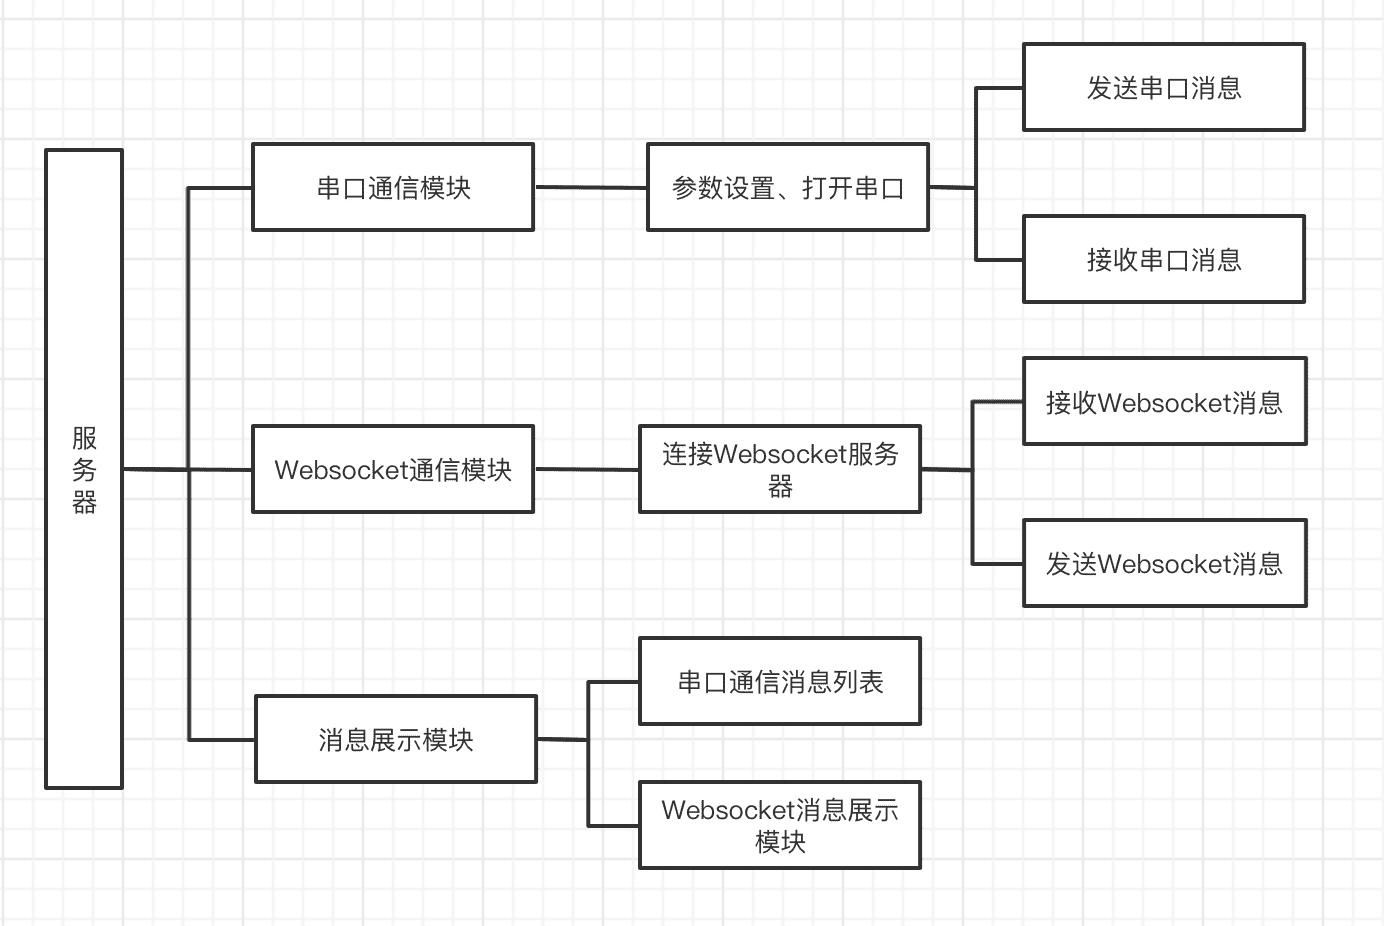 服
务
器
串口通信模块
参数设置、打开串口
发送串口消息
接收串口消息
Websocket通信模块
连接Websocket服务
器
接收Websocket消息
发送Websocket消息
消息展示模块
串口通信消息列表
Websocket消息展示
模块